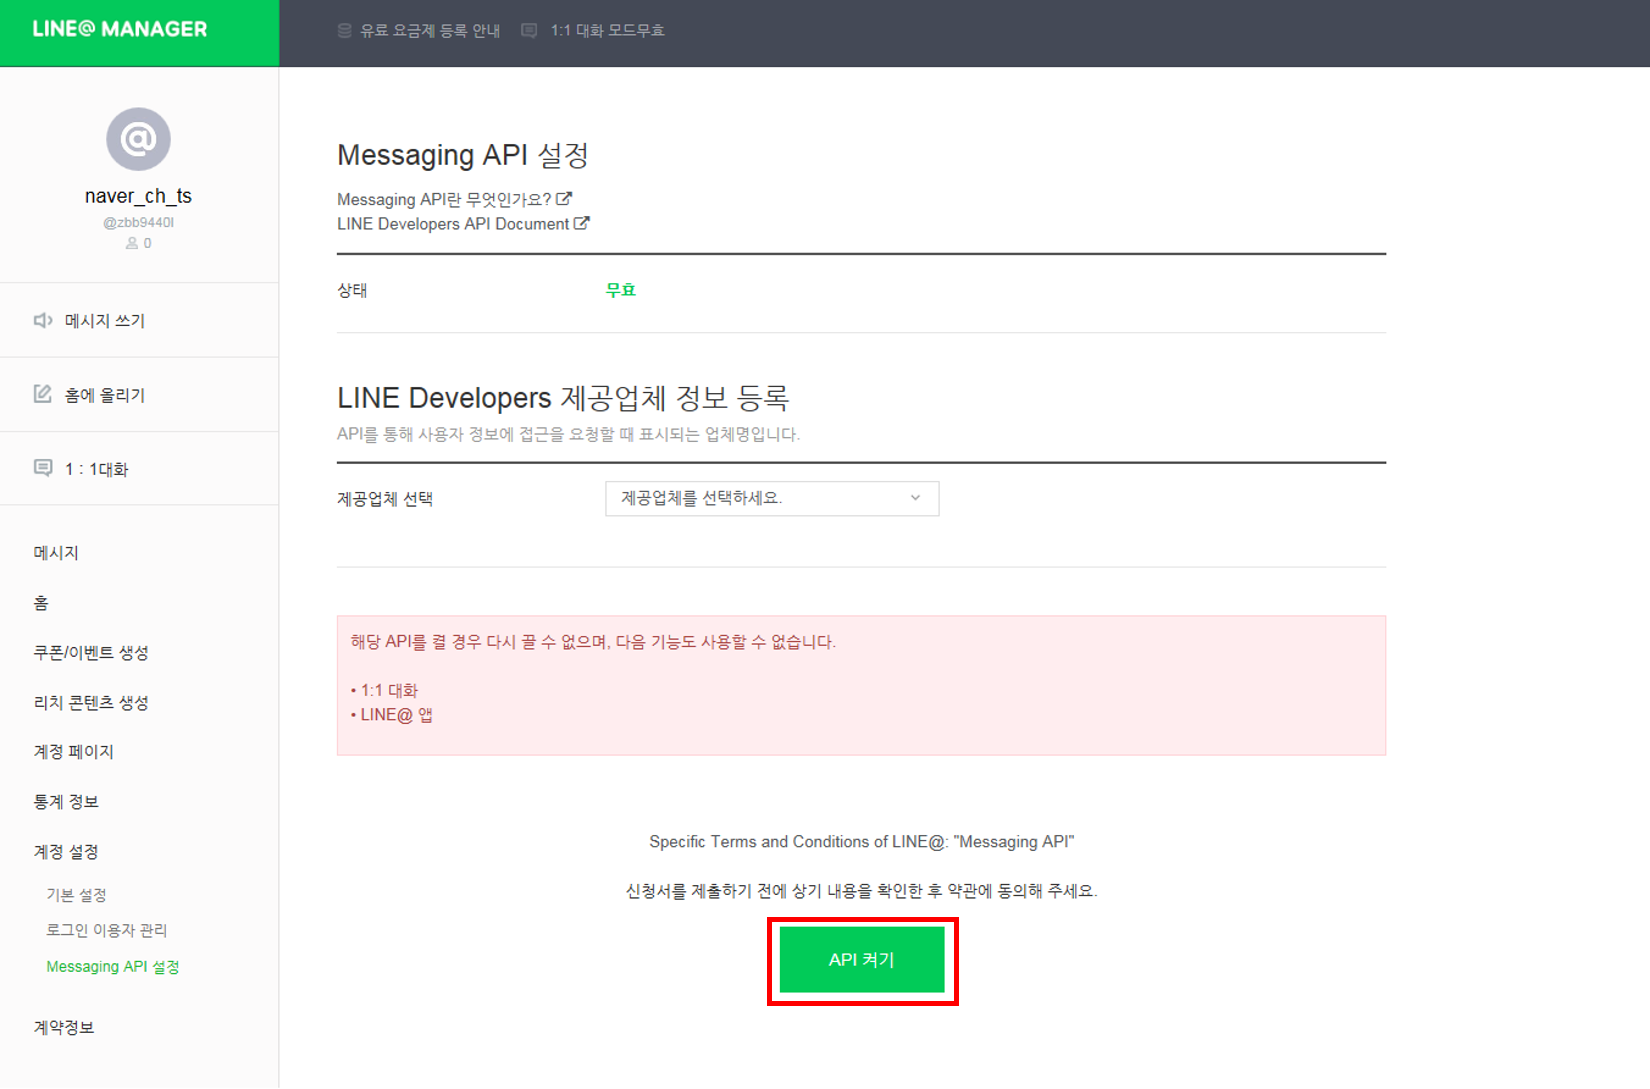 LINE@ MANAGER
유료 요금제 등록 안내
1:1 대화 모드무효
naver_ch_ts
@zbb9440l
0
메시지 쓰기
홈에 올리기
1 : 1대화
메시지
홈
쿠폰/이벤트 생성
리치 콘텐츠 생성
계정 페이지
통계 정보
계정 설정
기본 설정
로그인 이용자 관리
Messaging API 설정
계약정보
Messaging API 설정
Messaging API란 무엇인가요?
LINE Developers API Document
상태
무효
LINE Developers 제공업체 정보 등록
API를 통해 사용자 정보에 접근을 요청할 때 표시되는 업체명입니다.
제공업체 선택
제공업체를 선택하세요.
해당 API를 켤 경우 다시 끌 수 없으며, 다음 기능도 사용할 수 없습니다.
• 1:1 대화
• LINE@ 앱
Specific Terms and Conditions of LINE@: "Messaging API"
신청서를 제출하기 전에 상기 내용을 확인한 후 약관에 동의해 주세요.
API 켜기